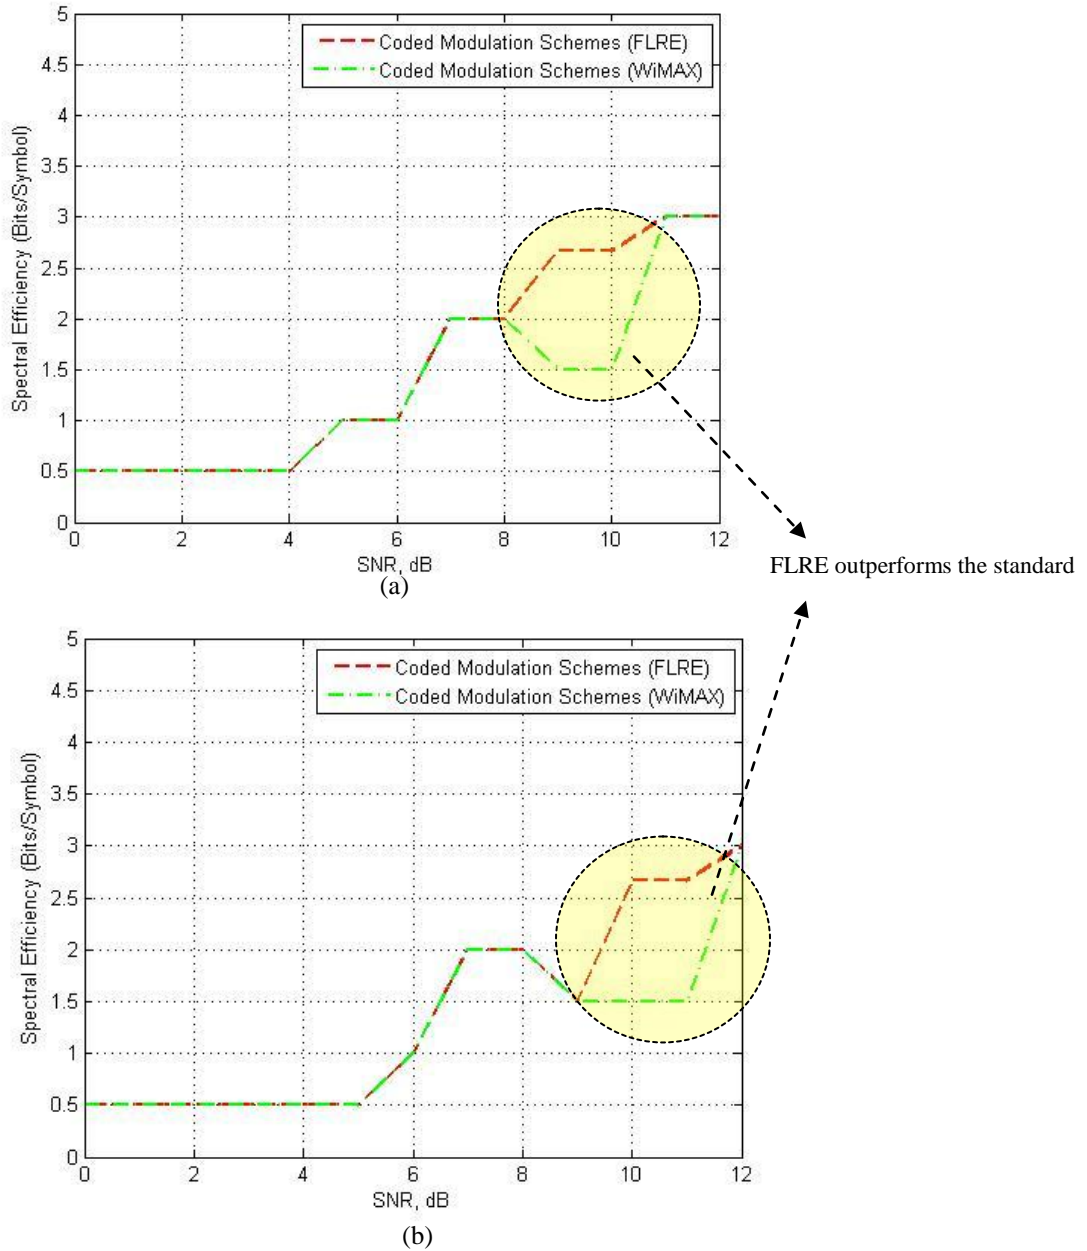 5
4.5
4
3.5
3
2.5
2
1.5
1
0.5
0
Spectral Efficiency (Bits/Symbol)
Coded Modulation Schemes (FLRE)
Coded Modulation Schemes (WiMAX)
0 2 4 6 8 10 12
SNR, dB
(a)
FLRE outperforms the standard
5
4.5
4
3.5
3
2.5
2
1.5
1
0.5
0
Spectral Efficiency (Bits/Symbol)
Coded Modulation Schemes (FLRE)
Coded Modulation Schemes (WiMAX)
0 2 4 6 8 10 12
SNR, dB
(b)